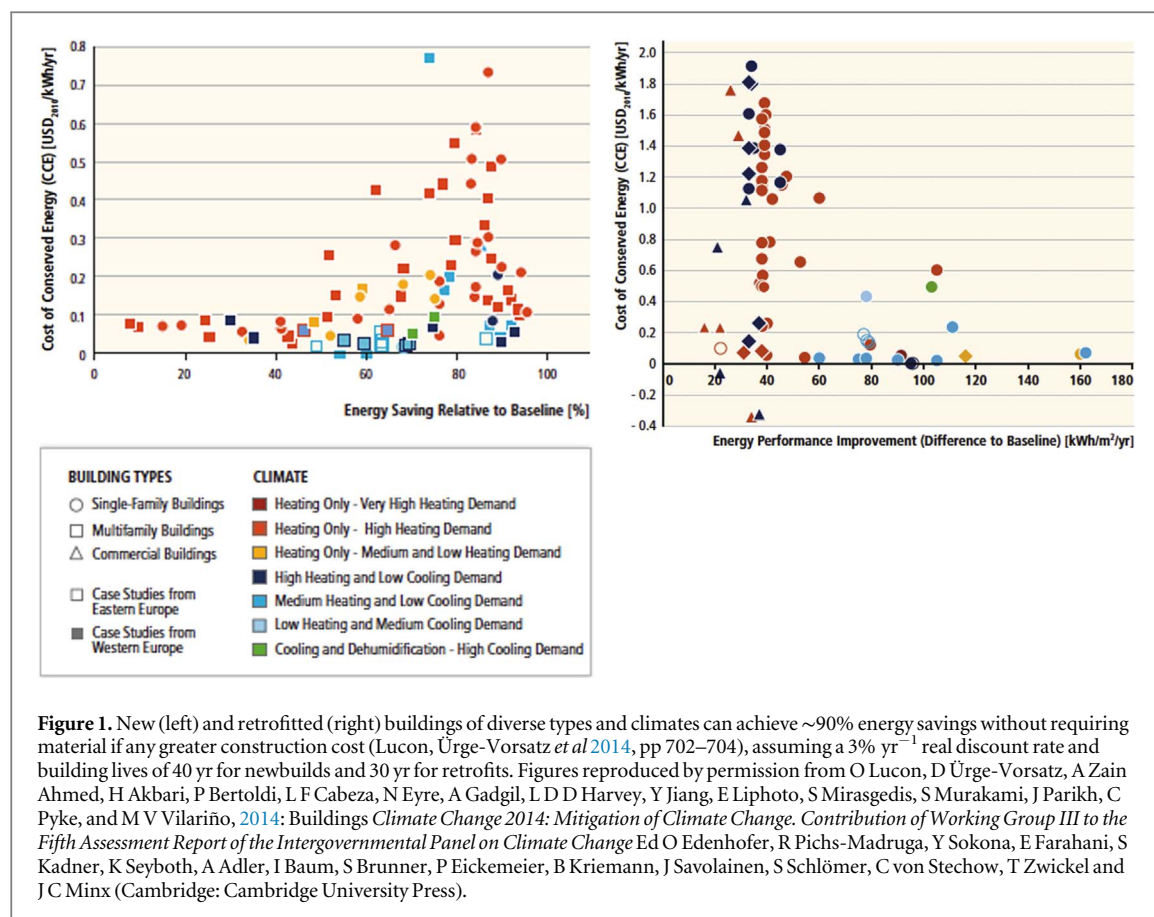 Cost of Conserved Energy (CCE) [USD2010/kWh/yr]
0.8
0.7
0.6
0.5
0.4
0.3
0.2
0.1
0
0 20 40 60 80 100
Energy Saving Relative to Baseline [%]
Cost of Conserved Energy (CCE) [USD2010/kWh/yr]
2.0
1.8
1.6
1.4
1.2
1.0
0.8
0.6
0.4
0.2
0
- 0.2
- 0.4
0 20 40 60 80 100 120 140 160 180
Energy Performance Improvement (Difference to Baseline) [kWh/m²/yr]
BUILDING TYPES
Single-Family Buildings
Multifamily Buildings
Commercial Buildings
Case Studies from
Eastern Europe
Case Studies from
Western Europe
CLIMATE
Heating Only - Very High Heating Demand
Heating Only - High Heating Demand
Heating Only - Medium and Low Heating Demand
High Heating and Low Cooling Demand
Medium Heating and Low Cooling Demand
Low Heating and Medium Cooling Demand
Cooling and Dehumidification - High Cooling Demand
Figure 1. New (left) and retrofitted (right) buildings of diverse types and climates can achieve ~90% energy savings without requiring
material if any greater construction cost (Lucon, Ürge-Vorsatz et al 2014, pp 702–704), assuming a 3% yr⁻¹ real discount rate and
building lives of 40 yr for newbuilds and 30 yr for retrofits. Figures reproduced by permission from O Lucon, D Ürge-Vorsatz, A Zain
Ahmed, H Akbari, P Bertoldi, L F Cabeza, N Eyre, A Gadgil, L D D Harvey, Y Jiang, E Liphoto, S Mirasgedis, S Murakami, J Parikh, C
Pyke, and M V Vilariño, 2014: Buildings Climate Change 2014: Mitigation of Climate Change. Contribution of Working Group III to the
Fifth Assessment Report of the Intergovernmental Panel on Climate Change Ed O Edenhofer, R Pichs-Madruga, Y Sokona, E Farahani, S
Kadner, K Seyboth, A Adler, I Baum, S Brunner, P Eickemeier, B Kriemann, J Savolainen, S Schlömer, C von Stechow, T Zwickel and
J C Minx (Cambridge: Cambridge University Press).